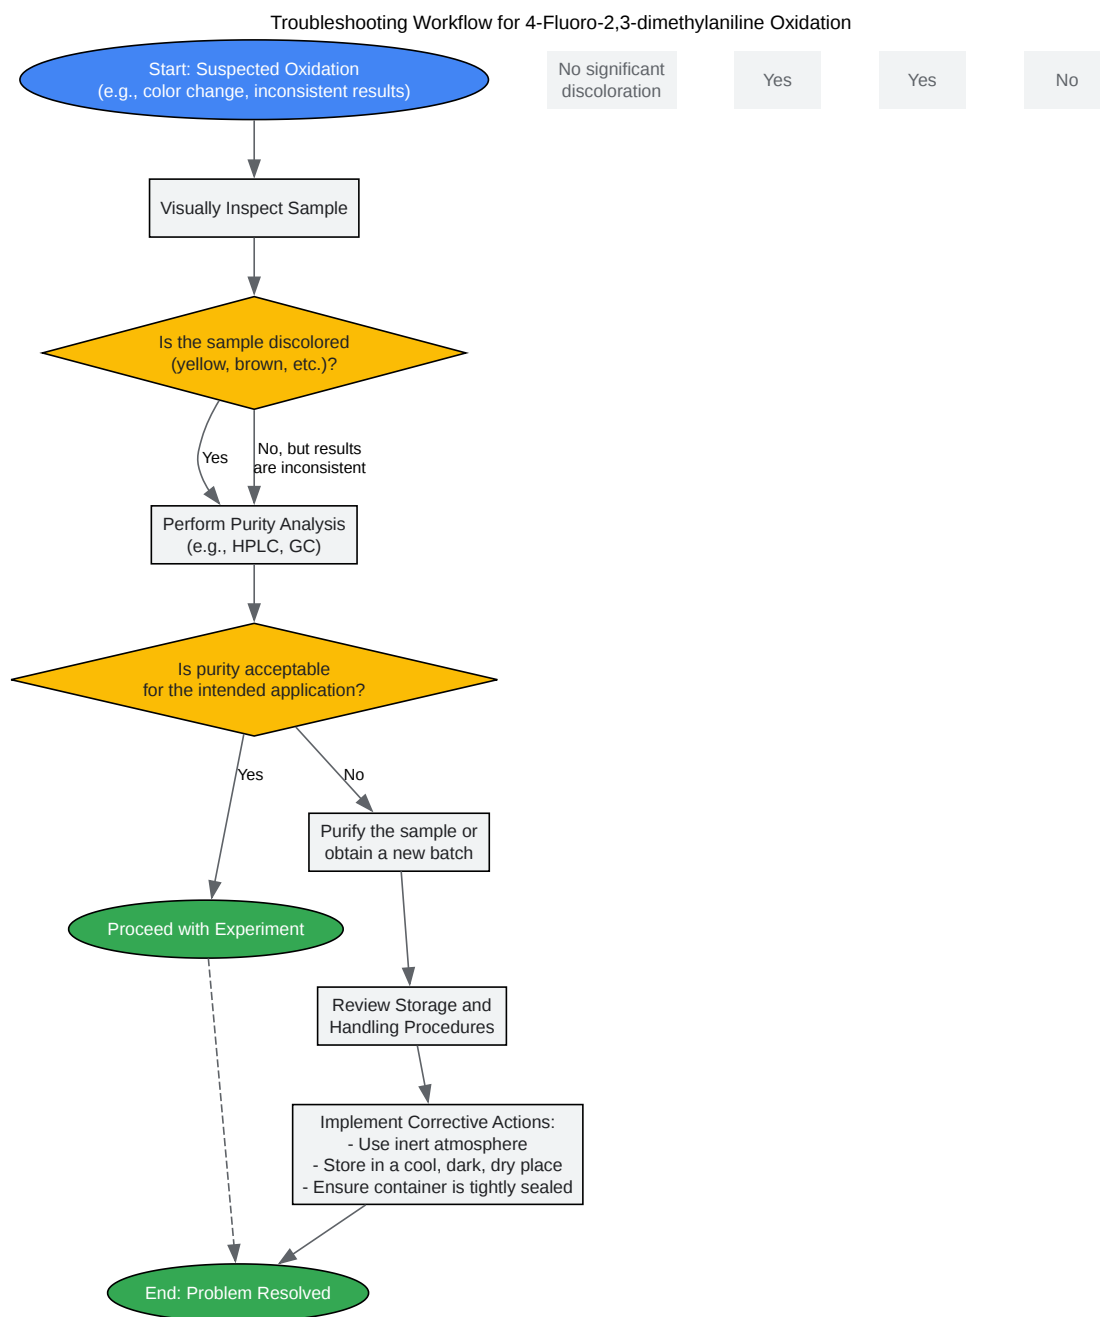 Troubleshooting Workflow for 4-Fluoro-2,3-dimethylaniline Oxidation
Start: Suspected Oxidation
(e.g., color change, inconsistent results)
No significant
discoloration
Yes
Yes
No
Visually Inspect Sample
Is the sample discolored
(yellow, brown, etc.)?
Yes
No, but results
are inconsistent
Perform Purity Analysis
(e.g., HPLC, GC)
Is purity acceptable
for the intended application?
Yes
No
Purify the sample or
obtain a new batch
Proceed with Experiment
Review Storage and
Handling Procedures
Implement Corrective Actions:
- Use inert atmosphere
- Store in a cool, dark, dry place
- Ensure container is tightly sealed
End: Problem Resolved